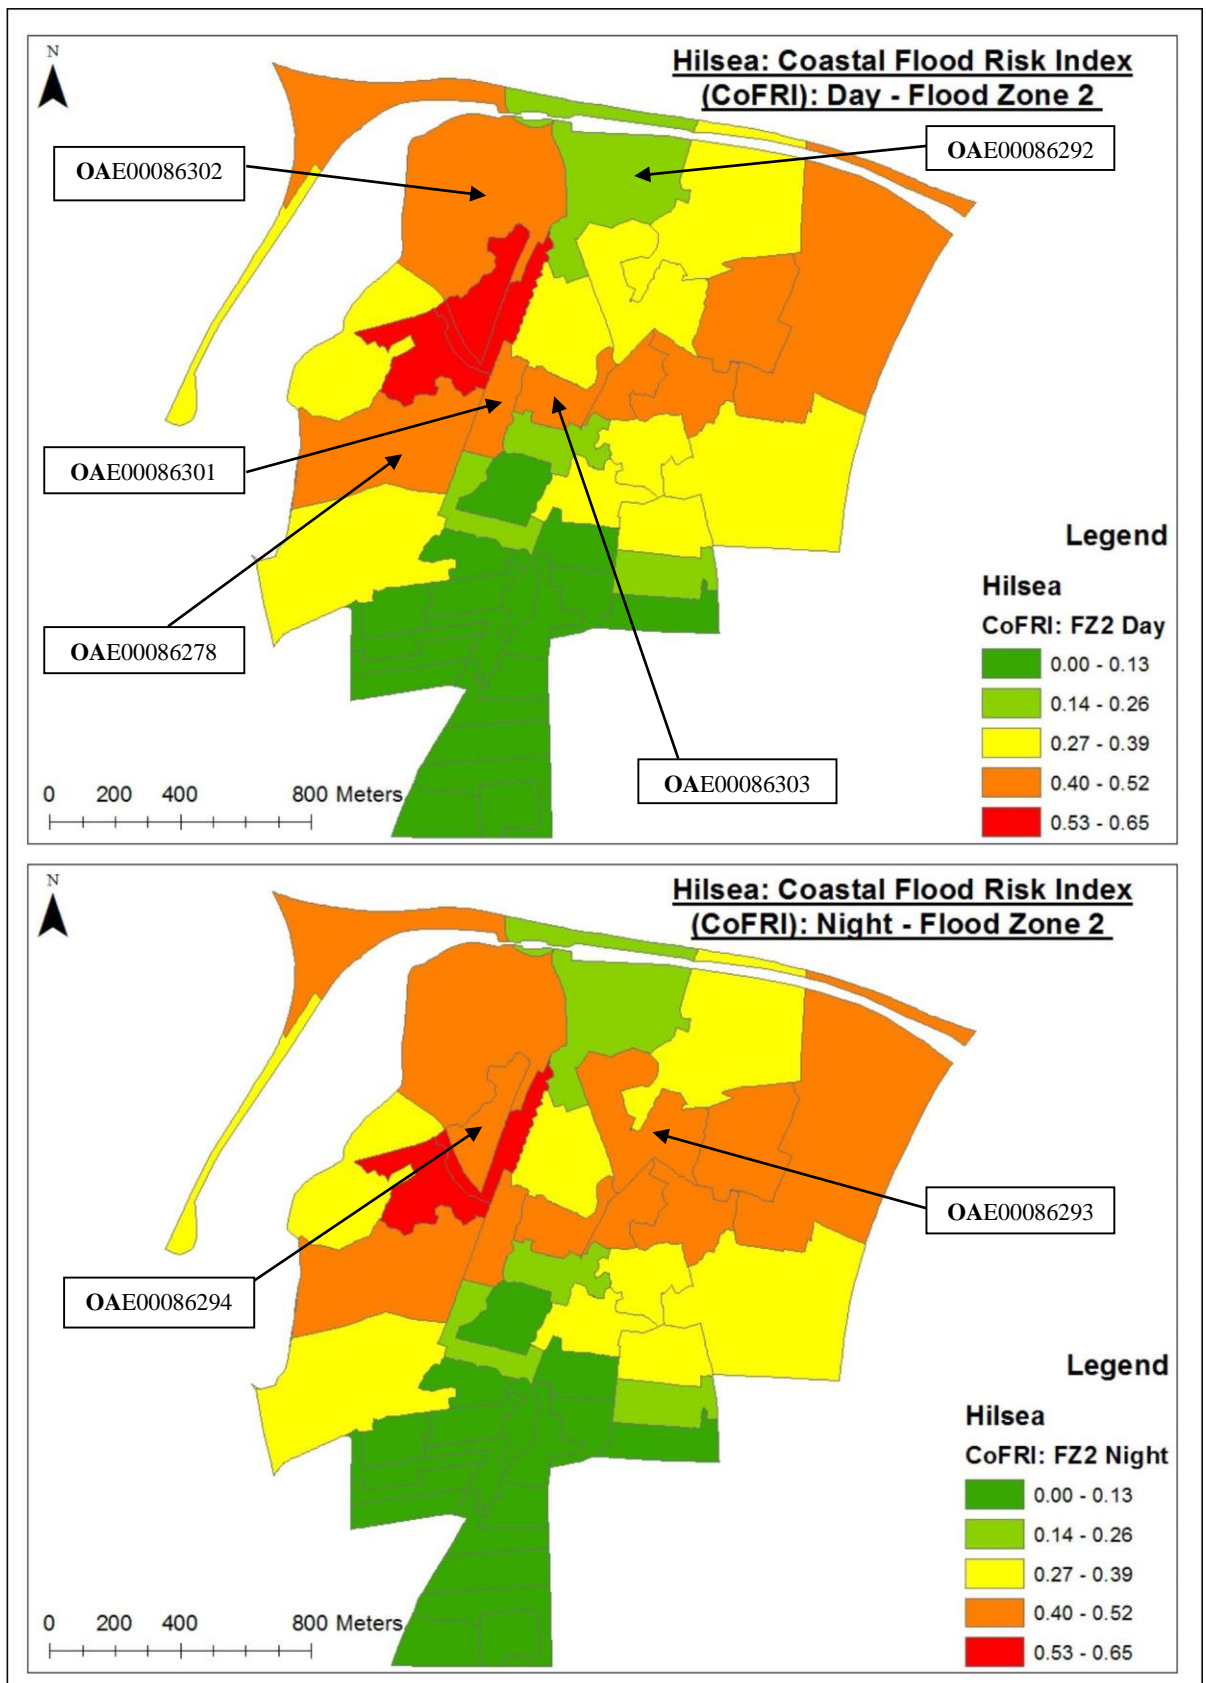 N
Hilsea: Coastal Flood Risk Index
(CoFRI): Day - Flood Zone 2
OAE00086302
OAE00086292
OAE00086301
OAE00086278
OAE00086303
Legend
Hilsea
CoFRI: FZ2 Day
0.00 - 0.13
0.14 - 0.26
0.27 - 0.39
0.40 - 0.52
0.53 - 0.65
0 200 400 800 Meters
N
Hilsea: Coastal Flood Risk Index
(CoFRI): Night - Flood Zone 2
OAE00086293
OAE00086294
Legend
Hilsea
CoFRI: FZ2 Night
0.00 - 0.13
0.14 - 0.26
0.27 - 0.39
0.40 - 0.52
0.53 - 0.65
0 200 400 800 Meters